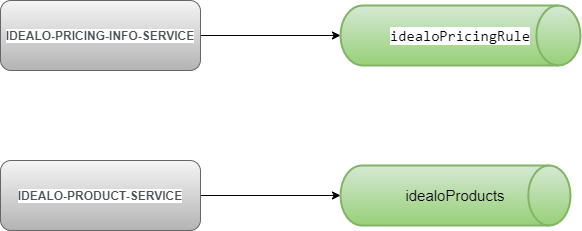 IDEALO-PRICING-INFO-SERVICE
idealoPricingRule
IDEALO-PRODUCT-SERVICE
idealoProducts